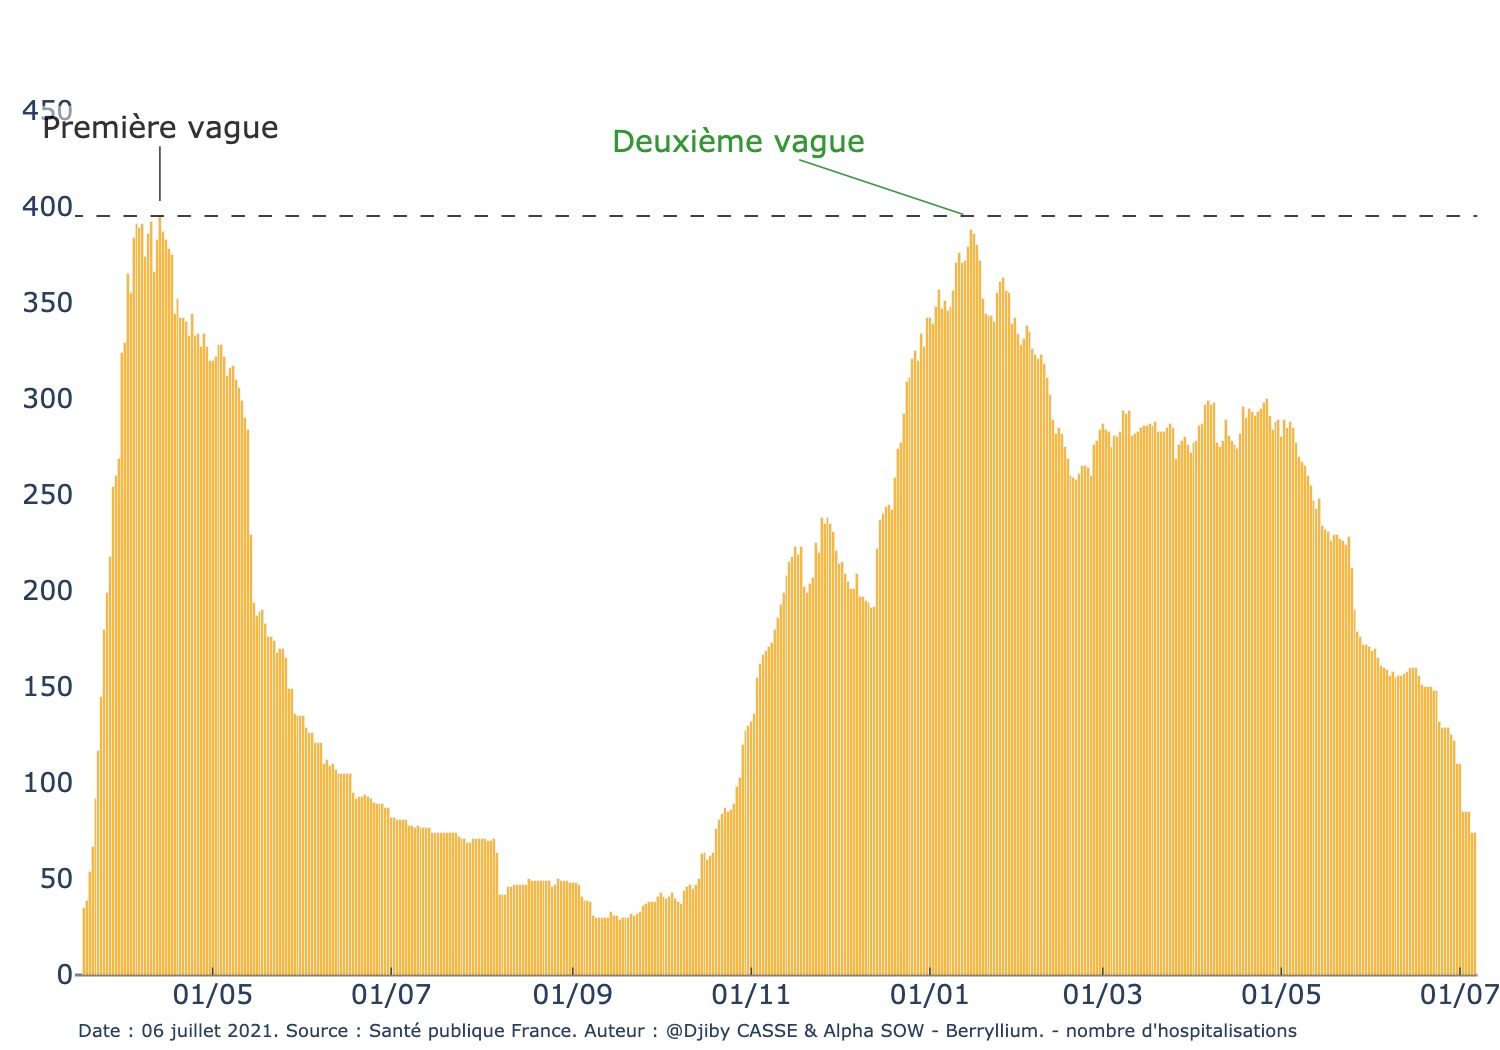 450
Première vague
Deuxième vague
400
350
300
250
200
150
100
50
0
01/05 01/07 01/09 01/11 01/01 01/03 01/05 01/07
Date : 06 juillet 2021. Source : Santé publique France. Auteur : @Djiby CASSE & Alpha SOW - Berryllium. - nombre d'hospitalisations